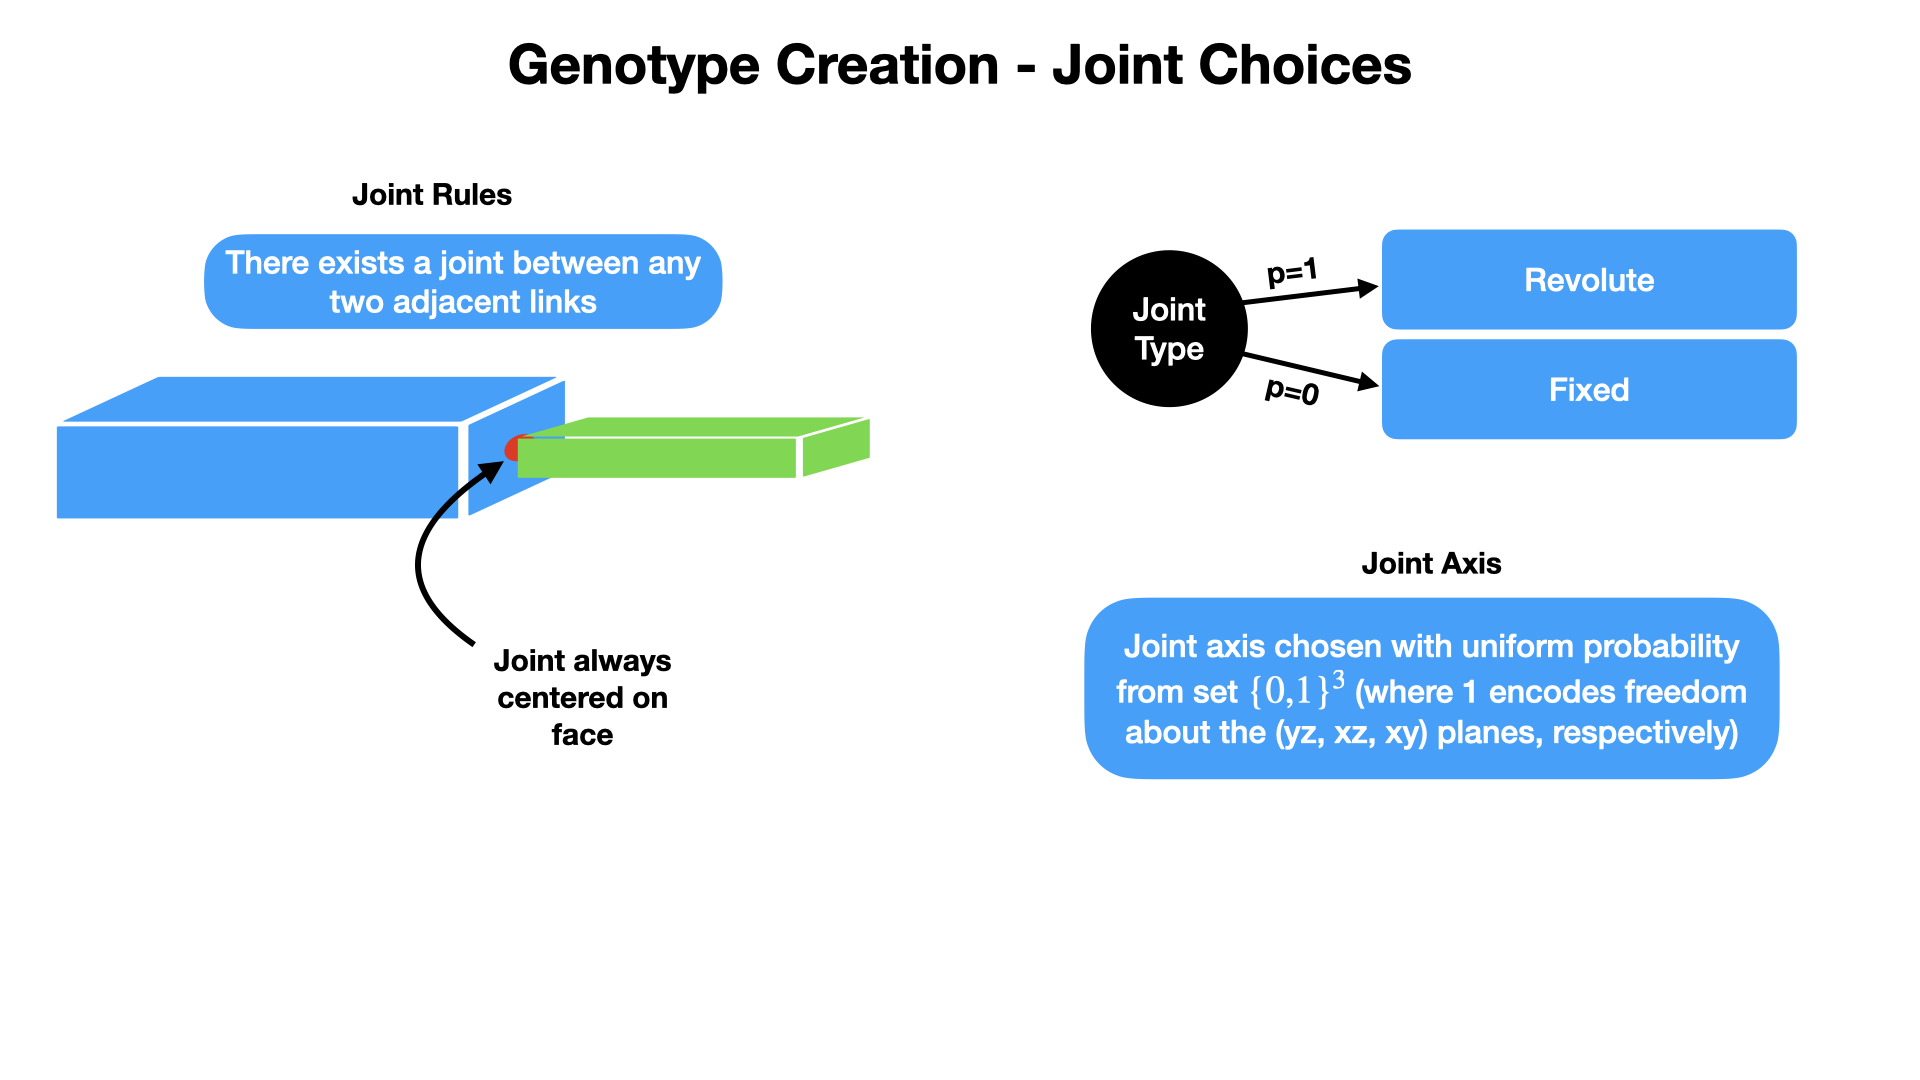 Genotype Creation - Joint Choices
Joint Rules
There exists a joint between any
two adjacent links
Joint always
centered on
face
Joint
Type
p=1
p=0
Revolute
Fixed
Joint Axis
Joint axis chosen with uniform probability
from set {0,1}³ (where 1 encodes freedom
about the (yz, xz, xy) planes, respectively)